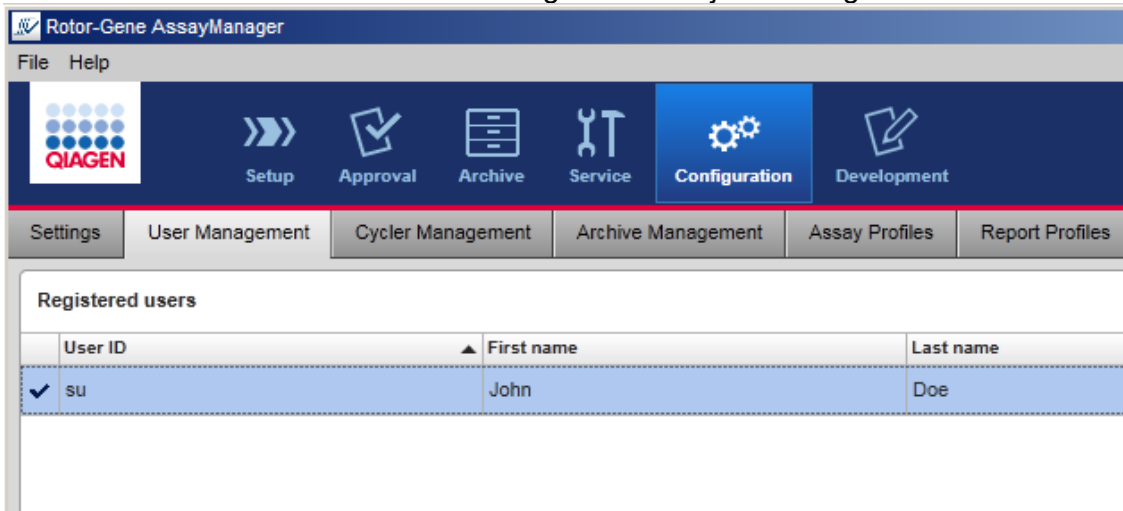 Rotor-Gene AssayManager
File Help
QIAGEN
Setup Approval Archive Service Configuration Development
Settings User Management Cycler Management Archive Management Assay Profiles Report Profiles
Registered users
User ID First name Last name
su John Doe